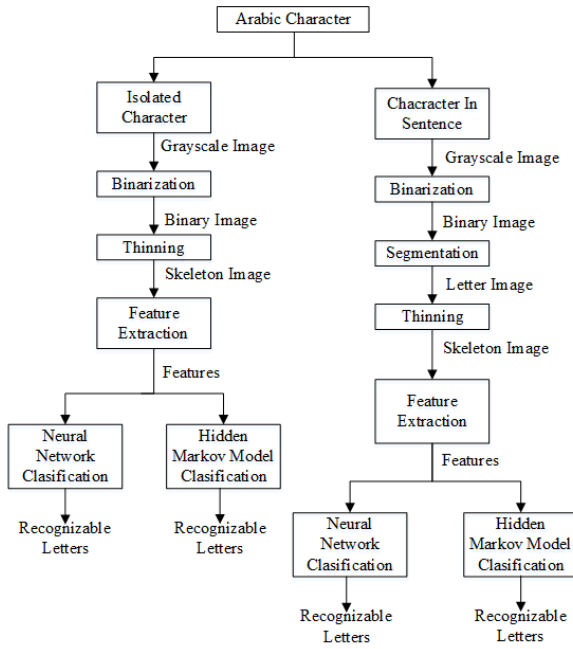 Arabic Character
Isolated
Character
Grayscale Image
Binarization
Binary Image
Thinning
Skeleton Image
Feature
Extraction
Features
Neural
Network
Clasification
Hidden
Markov Model
Clasification
Recognizable
Letters
Recognizable
Letters
Chacracter In
Sentence
Grayscale Image
Binarization
Binary Image
Segmentation
Letter Image
Thinning
Skeleton Image
Feature
Extraction
Features
Neural
Network
Clasification
Hidden
Markov Model
Clasification
Recognizable
Letters
Recognizable
Letters